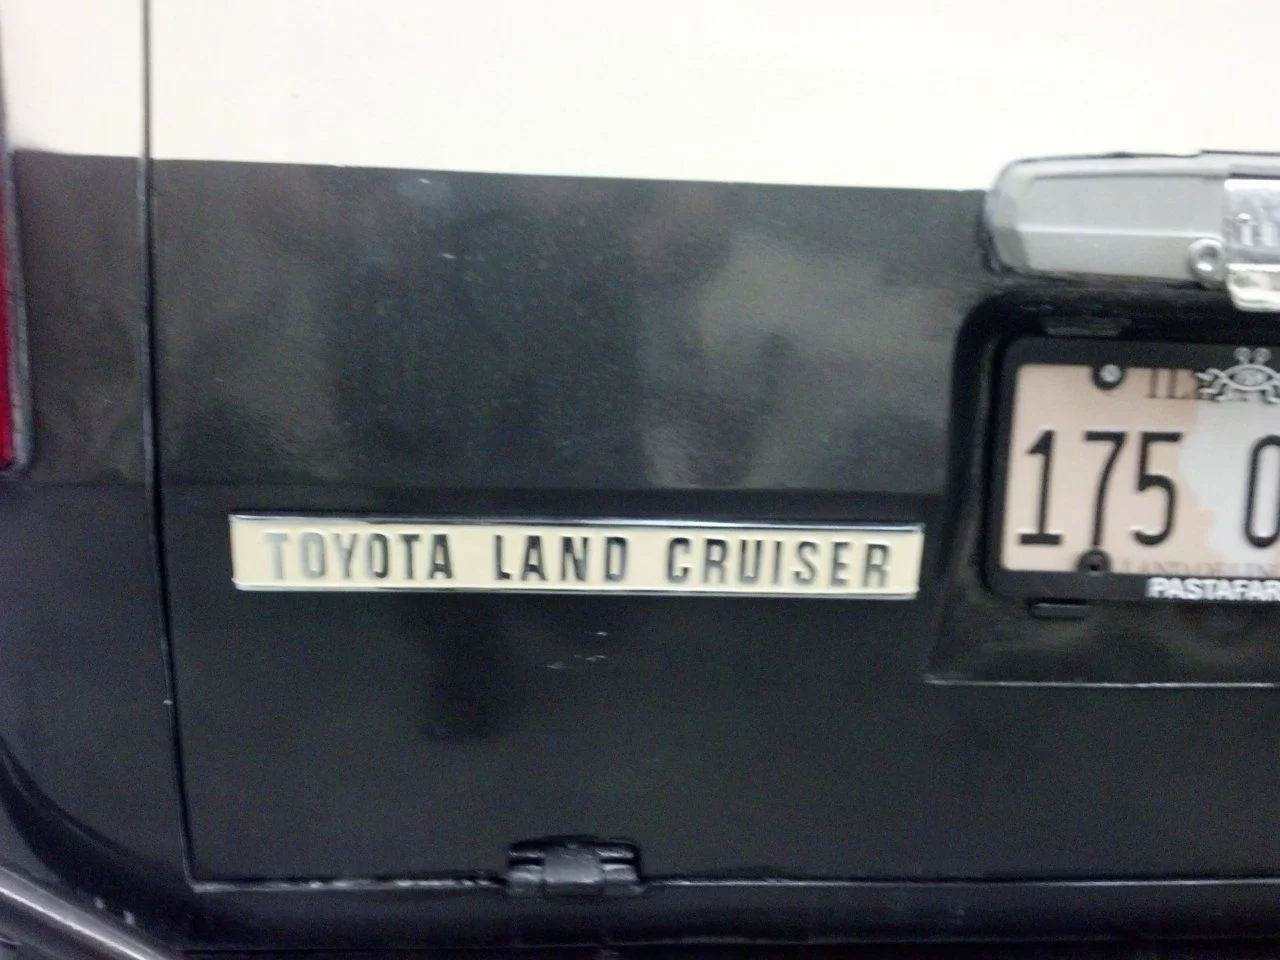 TOYOTA LAND CRUISER
175 0
PASTAFAR